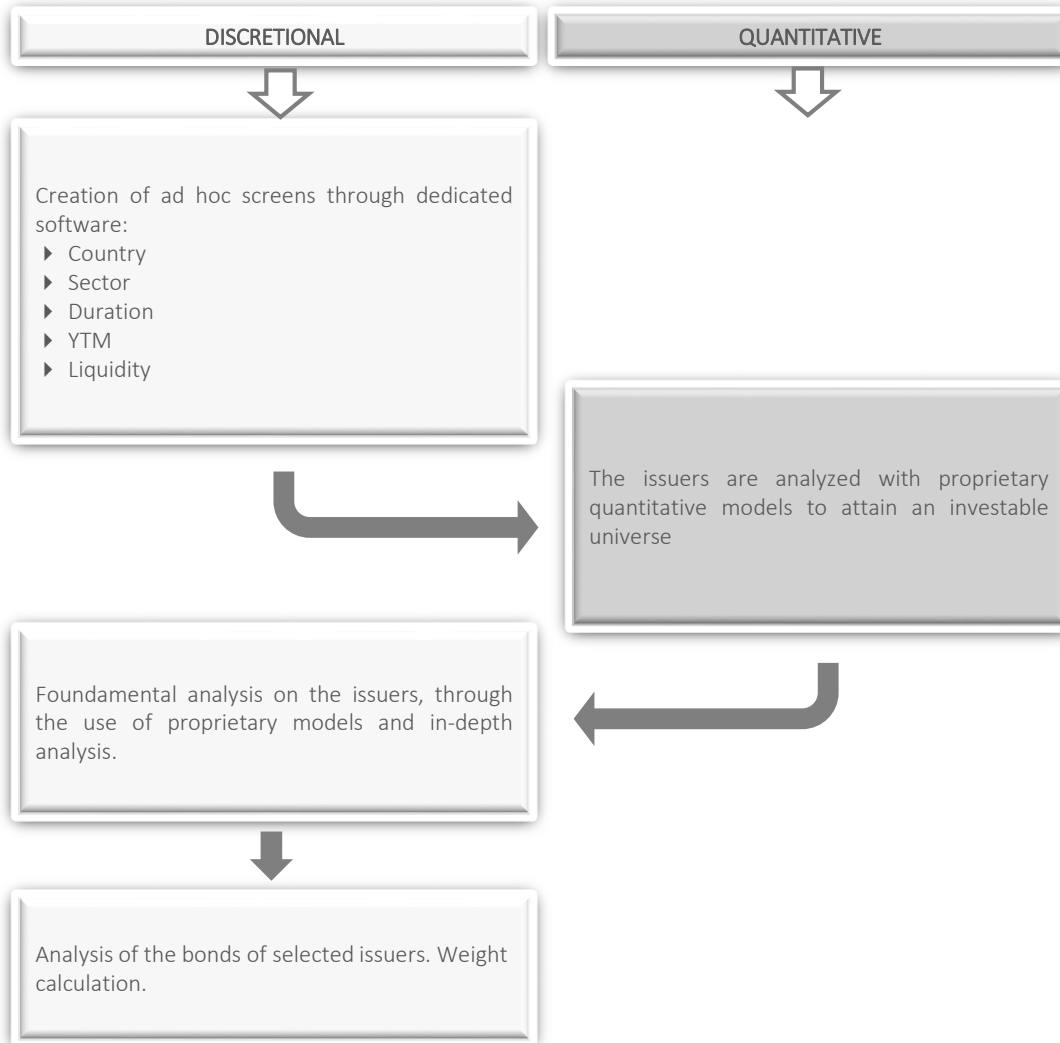 DISCRETIONAL
QUANTITATIVE
Creation of ad hoc screens through dedicated
software:
Country
Sector
Duration
YTM
Liquidity
The issuers are analyzed with proprietary
quantitative models to attain an investable
universe
Foundamental analysis on the issuers, through
the use of proprietary models and in-depth
analysis.
Analysis of the bonds of selected issuers. Weight
calculation.